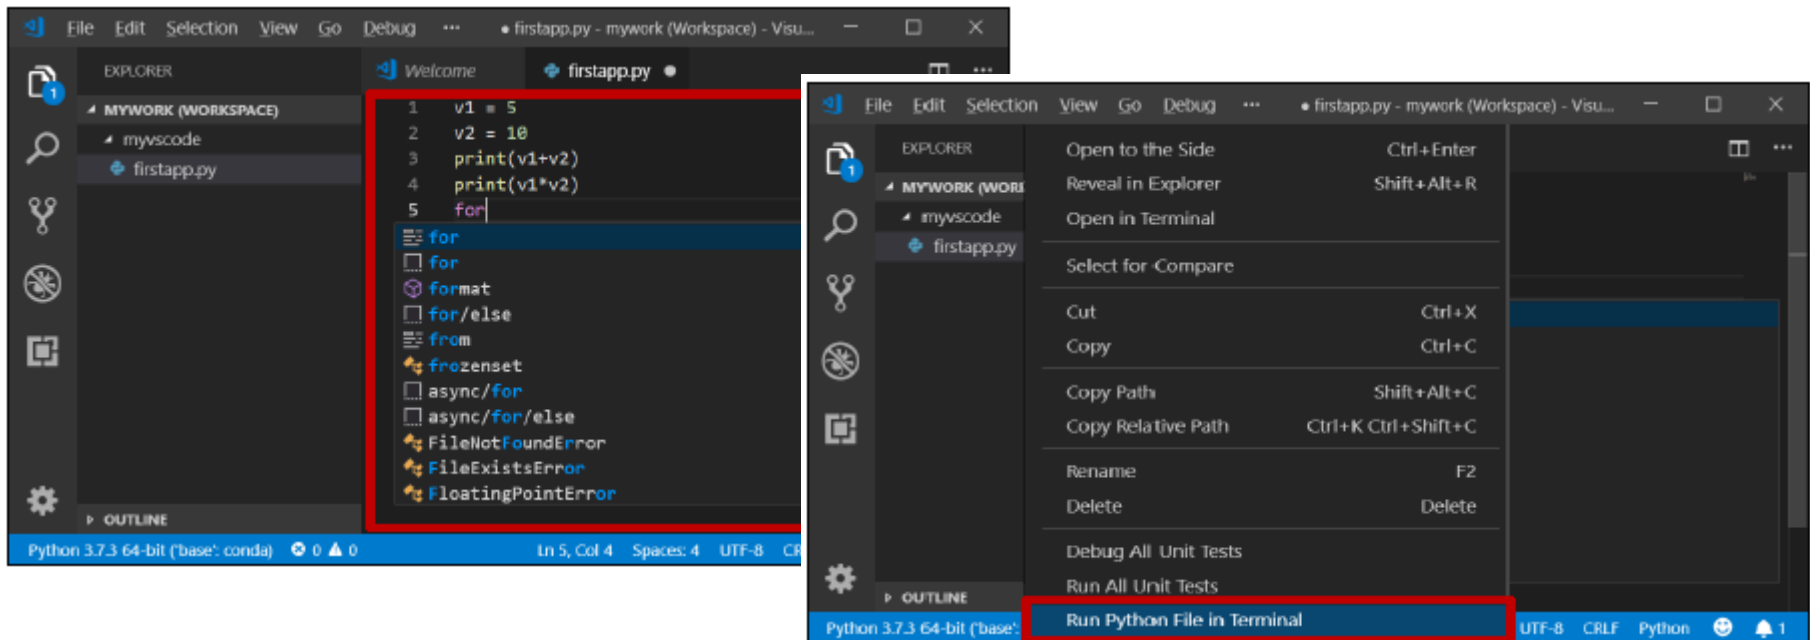 File Edit Selection View Go Debug ··· ● firstapp.py - mywork (Workspace) - Visu...
EXPLORER
MYWORK (WORKSPACE)
myvscode
firstapp.py
OUTLINE
Welcome
firstapp.py ●
1 v1 = 5
2 v2 = 10
3 print(v1+v2)
4 print(v1*v2)
5 for
for
for
format
for/else
from
frozenset
async/for
async/for/else
FileNotFoundError
FileExistsError
FloatingPointError
Python 3.7.3 64-bit ('base': conda) 0 0 Ln 5, Col 4 Spaces: 4 UTF-8 CR
File Edit Selection View Go Debug ··· ● firstapp.py - mywork (Workspace) - Visu...
EXPLORER
MYWORK (WOR
myvscode
firstapp.py
OUTLINE
Open to the Side Ctrl+Enter
Reveal in Explorer Shift+Alt+R
Open in Terminal
Select for Compare
Cut Ctrl+X
Copy Ctrl+C
Copy Path Shift+Alt+C
Copy Relative Path Ctrl+K Ctrl+Shift+C
Rename F2
Delete Delete
Debug All Unit Tests
Run All Unit Tests
Run Python File in Terminal
Python 3.7.3 64-bit ('base': UTF-8 CRLF Python 1